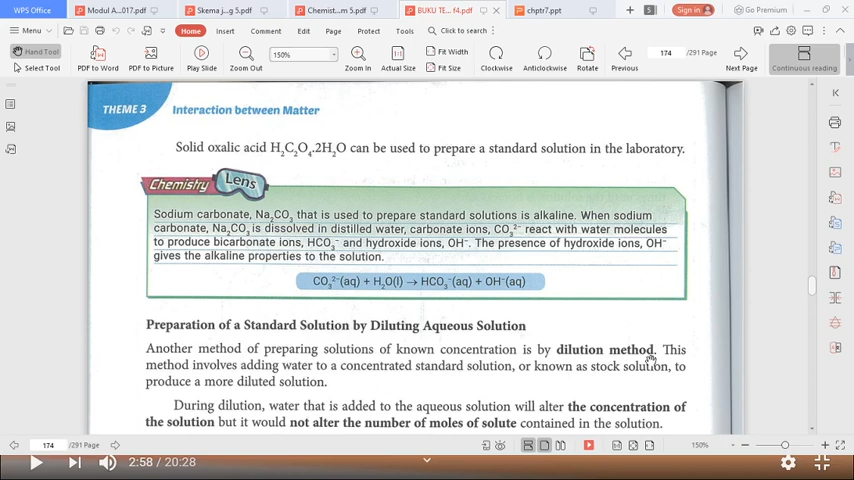 WPS Office
Modul A...017.pdf
Skema j...g 5.pdf
Chemist...m 5.pdf
BUKU TE... f4.pdf
chptr7.ppt
5
Sign in
Go Premium
Menu
Home
Insert
Comment
Edit
Page
Protect
Tools
Click to search
Hand Tool
Select Tool
PDF to Word
PDF to Picture
Play Slide
150%
Zoom Out
Zoom In
Actual Size
Fit Width
Fit Size
Clockwise
Anticlockwise
Rotate
Previous
174 /291 Page
Next Page
Continuous reading
THEME 3 Interaction between Matter
Solid oxalic acid H₂C₂O₄.2H₂O can be used to prepare a standard solution in the laboratory.
Chemistry Lens
Sodium carbonate, Na₂CO₃ that is used to prepare standard solutions is alkaline. When sodium
carbonate, Na₂CO₃ is dissolved in distilled water, carbonate ions, CO₃²⁻ react with water molecules
to produce bicarbonate ions, HCO₃⁻ and hydroxide ions, OH⁻. The presence of hydroxide ions, OH⁻
gives the alkaline properties to the solution.
CO₃²⁻(aq) + H₂O(l) → HCO₃⁻(aq) + OH⁻(aq)
Preparation of a Standard Solution by Diluting Aqueous Solution
Another method of preparing solutions of known concentration is by dilution method. This
method involves adding water to a concentrated standard solution, or known as stock solution, to
produce a more diluted solution.
During dilution, water that is added to the aqueous solution will alter the concentration of
the solution but it would not alter the number of moles of solute contained in the solution.
174 /291 Page
150%
2:58 / 20:28